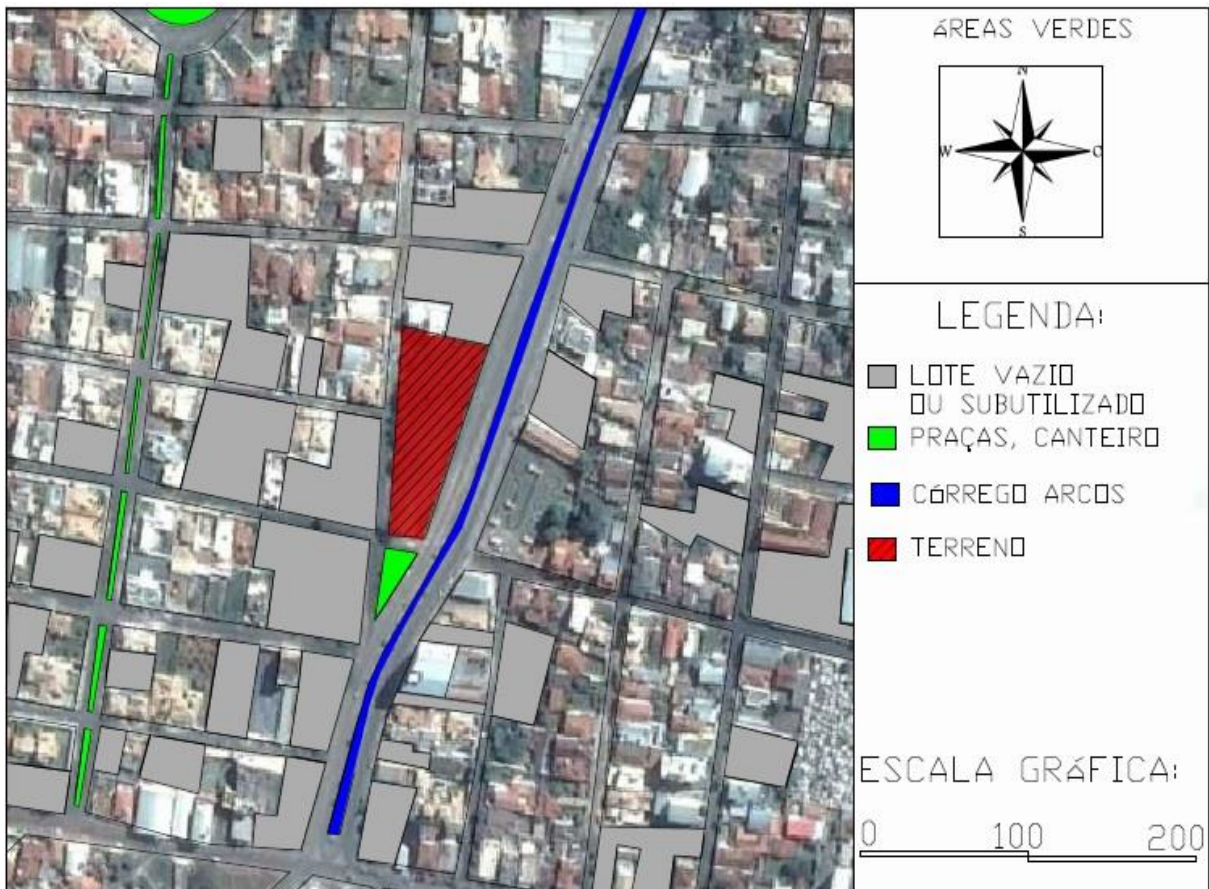 áREAS VERDES
N
W O
S
LEGENDA:
LOTE VAZIO
OU SUBUTILIZADO
PRAÇAS, CANTEIRO
CóRREGO ARCOS
TERRENO
ESCALA GRáFICA:
0 100 200